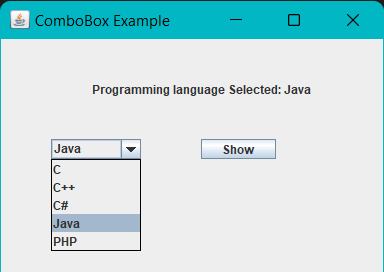 ComboBox Example
Programming language Selected: Java
Java Show
C
C++
C#
Java
PHP